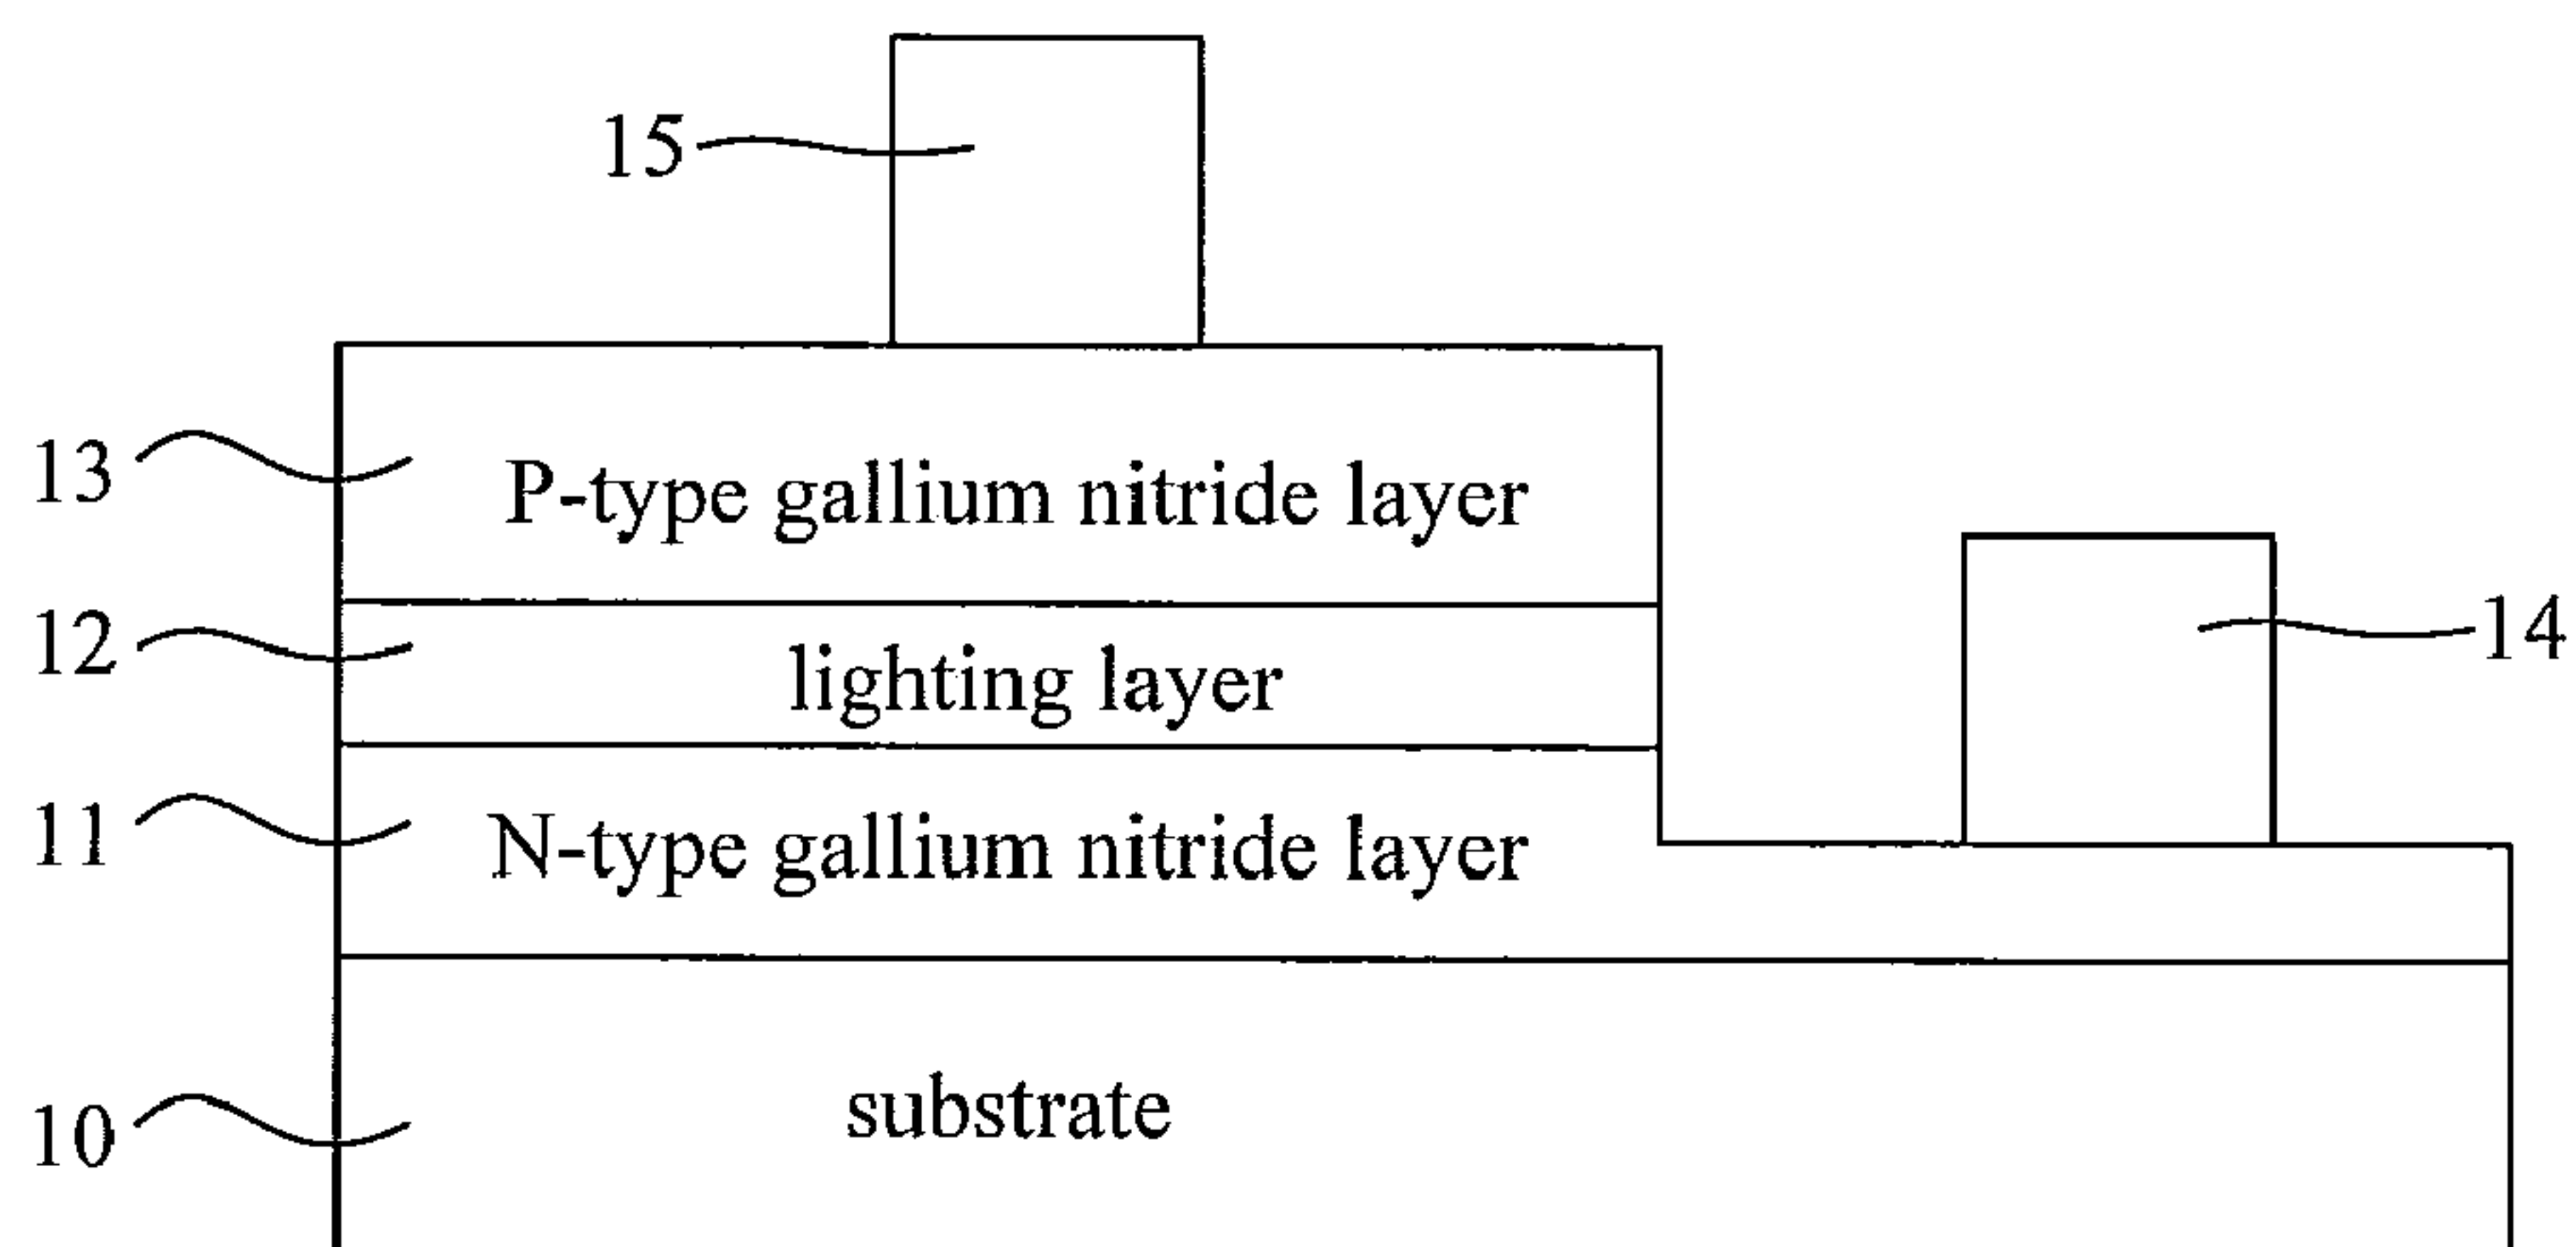 15
13
P-type gallium nitride layer
12
lighting layer
14
11
N-type gallium nitride layer
10
substrate